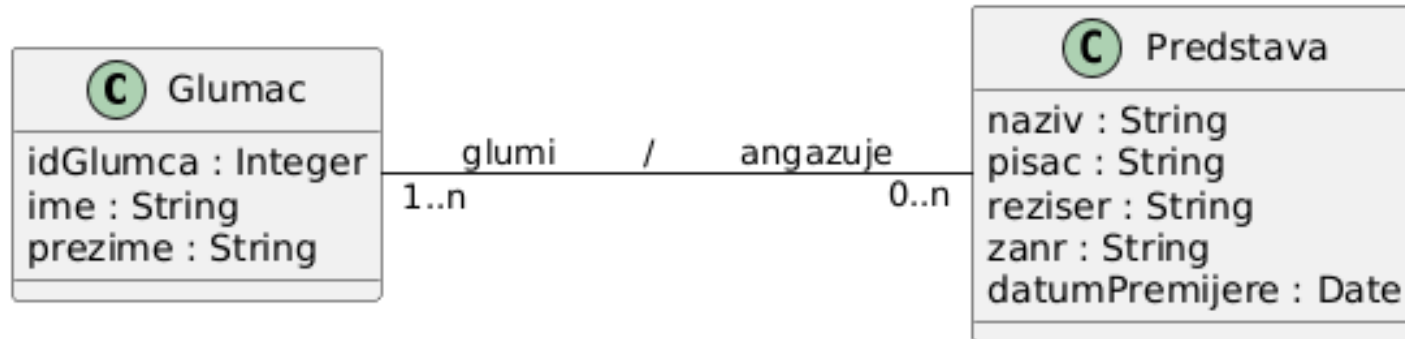 C Glumac
idGlumca : Integer
ime : String
prezime : String
glumi / angazuje
1..n 0..n
C Predstava
naziv : String
pisac : String
reziser : String
zanr : String
datumPremijere : Date